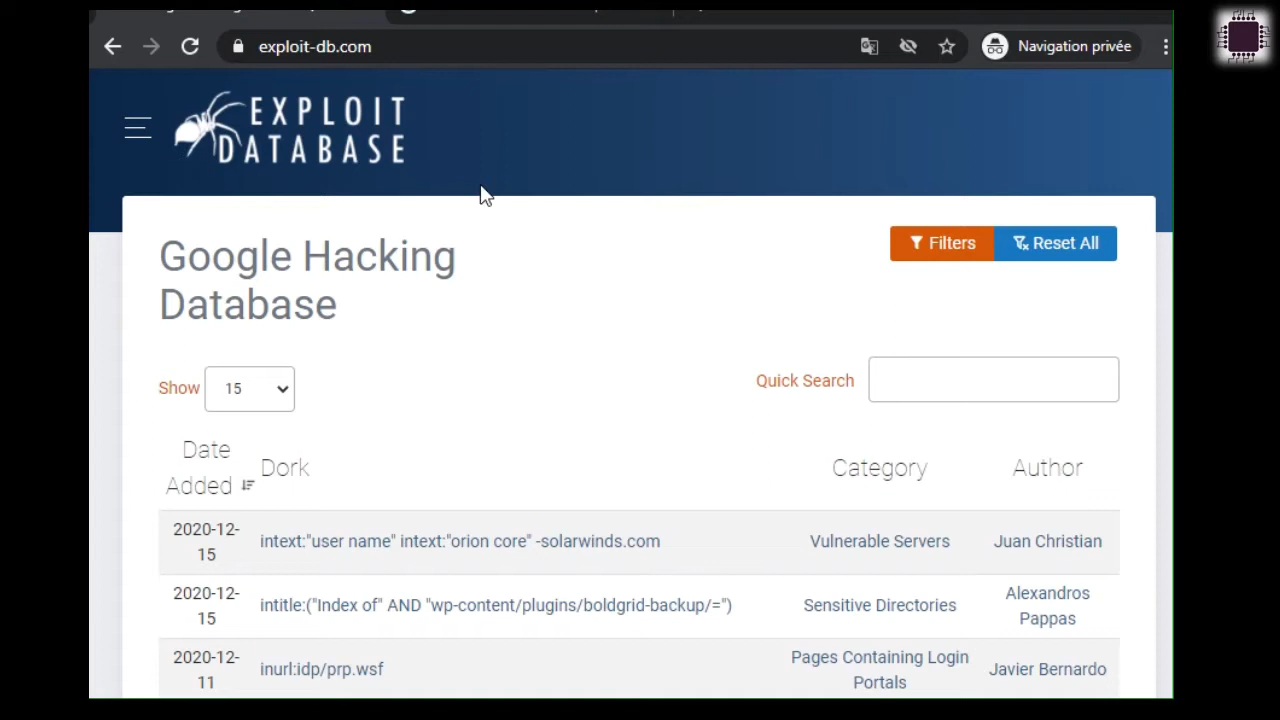 exploit-db.com
Navigation privée
EXPLOIT
DATABASE
Google Hacking
Database
Filters
Reset All
Show
15
Quick Search
Date
Added
Dork
Category
Author
2020-12-
15
intext:"user name" intext:"orion core" -solarwinds.com
Vulnerable Servers
Juan Christian
2020-12-
15
intitle:("Index of" AND "wp-content/plugins/boldgrid-backup/=")
Sensitive Directories
Alexandros
Pappas
2020-12-
11
inurl:idp/prp.wsf
Pages Containing Login
Portals
Javier Bernardo